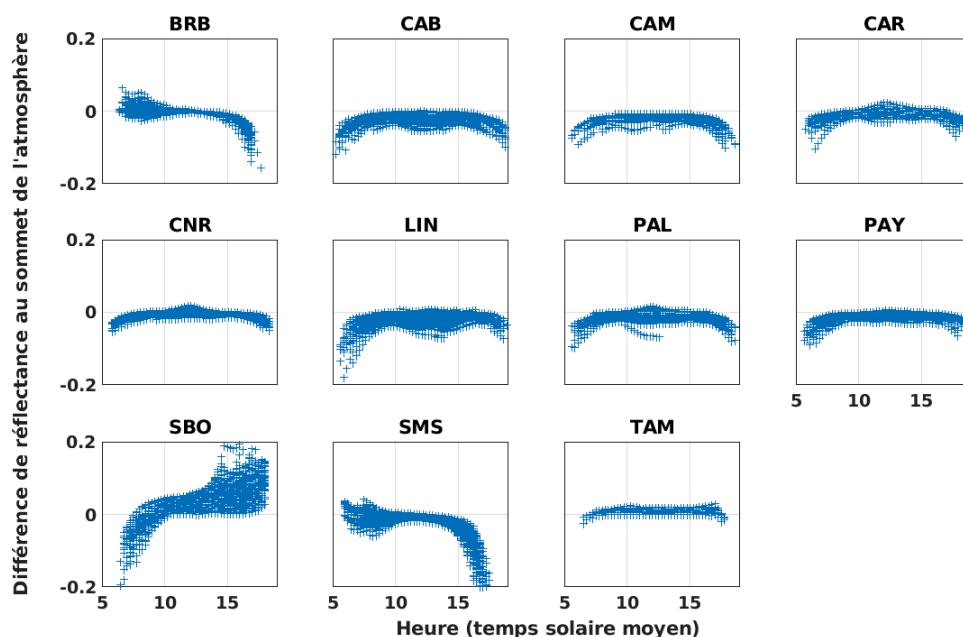 BRB CAB CAM CAR
0.2
0
-0.2
CNR LIN PAL PAY
0.2
0
-0.2
5 10 15
SBO SMS TAM
0.2
0
-0.2
5 10 15 5 10 15 5 10 15
Heure (temps solaire moyen)
Différence de réflectance au sommet de l'atmosphère